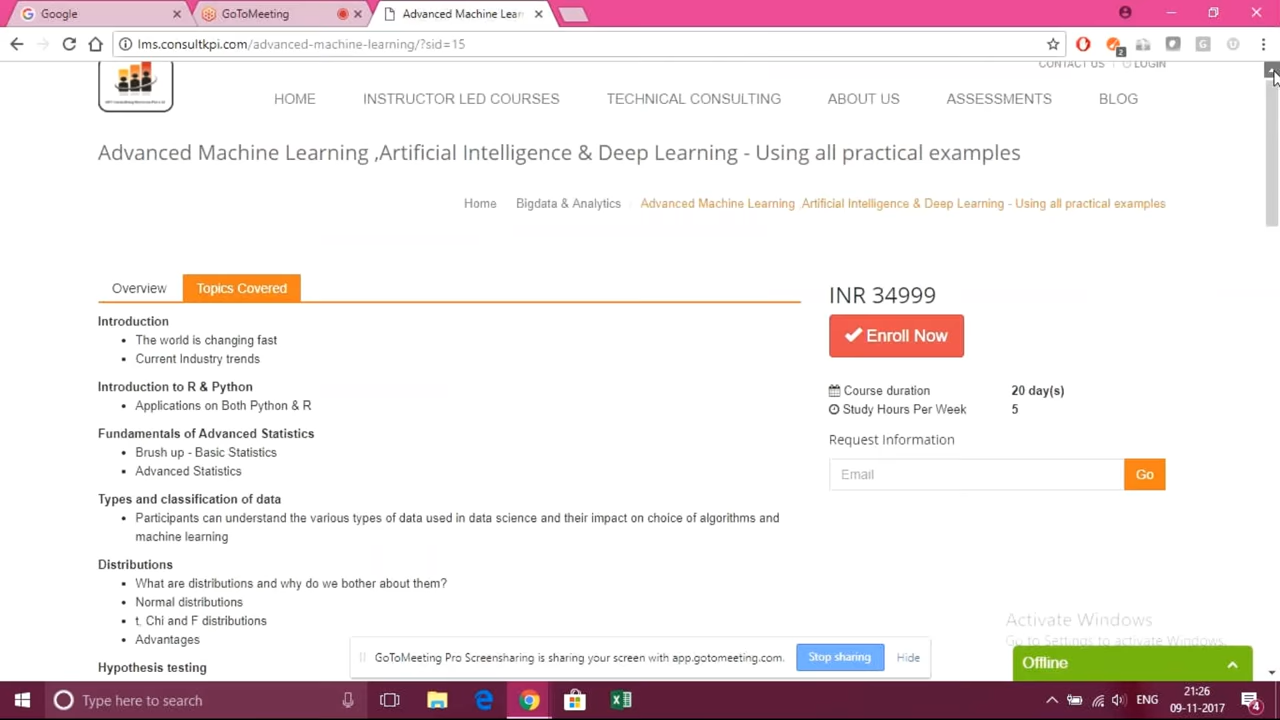 Google
GoToMeeting
Advanced Machine Lear
lms.consultkpi.com/advanced-machine-learning/?sid=15
2
CONTACT US
LOGIN
HOME
INSTRUCTOR LED COURSES
TECHNICAL CONSULTING
ABOUT US
ASSESSMENTS
BLOG
Advanced Machine Learning ,Artificial Intelligence & Deep Learning - Using all practical examples
Home
Bigdata & Analytics
Advanced Machine Learning Artificial Intelligence & Deep Learning - Using all practical examples
Overview
Topics Covered
Introduction
• The world is changing fast
• Current Industry trends
Introduction to R & Python
• Applications on Both Python & R
Fundamentals of Advanced Statistics
• Brush up - Basic Statistics
• Advanced Statistics
Types and classification of data
• Participants can understand the various types of data used in data science and their impact on choice of algorithms and
machine learning
Distributions
• What are distributions and why do we bother about them?
• Normal distributions
• t, Chi and F distributions
• Advantages
Hypothesis testing
INR 34999
Enroll Now
Course duration 20 day(s)
Study Hours Per Week 5
Request Information
Email
Go
Activate Windows
Go to Settings to activate Windows.
Offline
GoToMeeting Pro Screensharing is sharing your screen with app.gotomeeting.com.
Stop sharing
Hide
Type here to search
ENG
21:26
09-11-2017
4